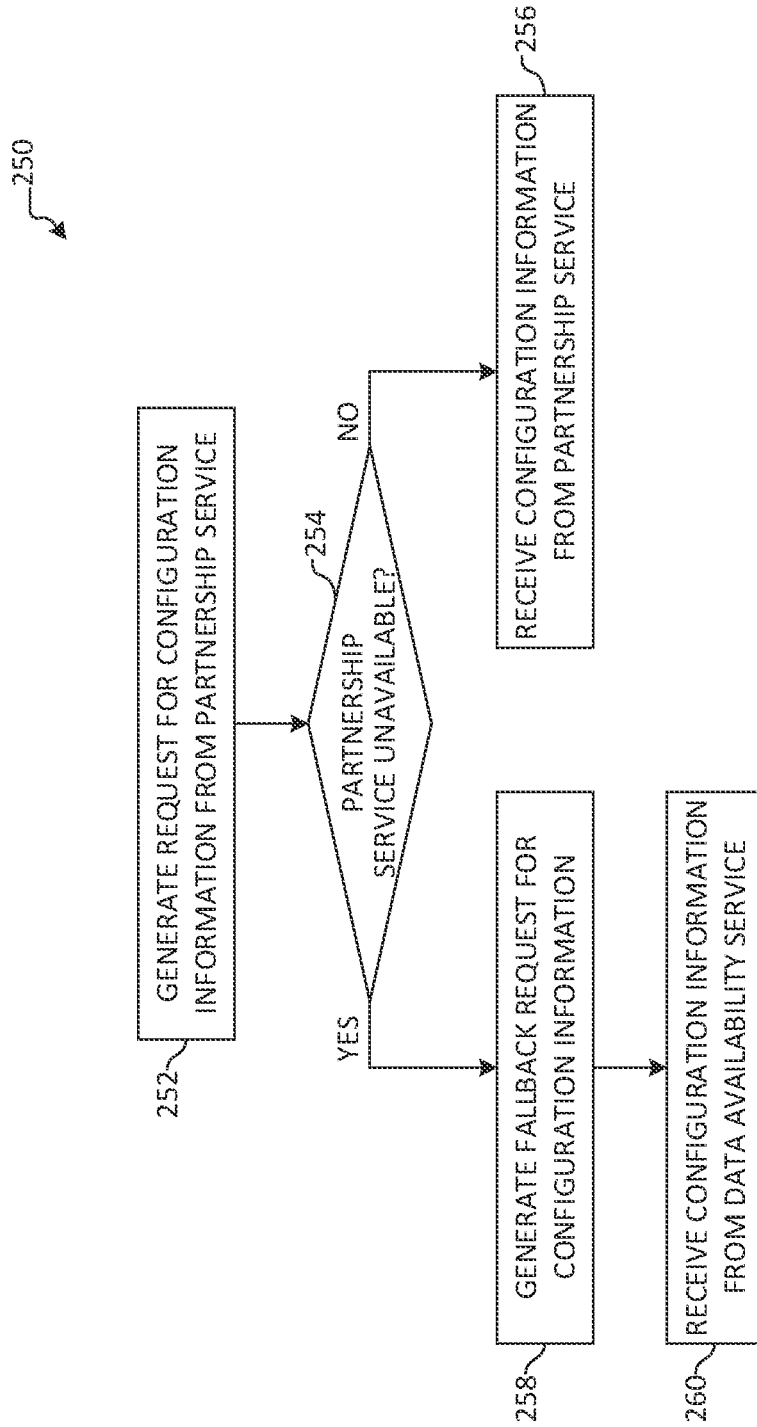 250
252
GENERATE REQUEST FOR CONFIGURATION
INFORMATION FROM PARTNERSHIP SERVICE
254
PARTNERSHIP
SERVICE UNAVAILABLE?
YES
NO
258
GENERATE FALLBACK REQUEST FOR
CONFIGURATION INFORMATION
256
RECEIVE CONFIGURATION INFORMATION
FROM PARTNERSHIP SERVICE
260
RECEIVE CONFIGURATION INFORMATION
FROM DATA AVAILABILITY SERVICE